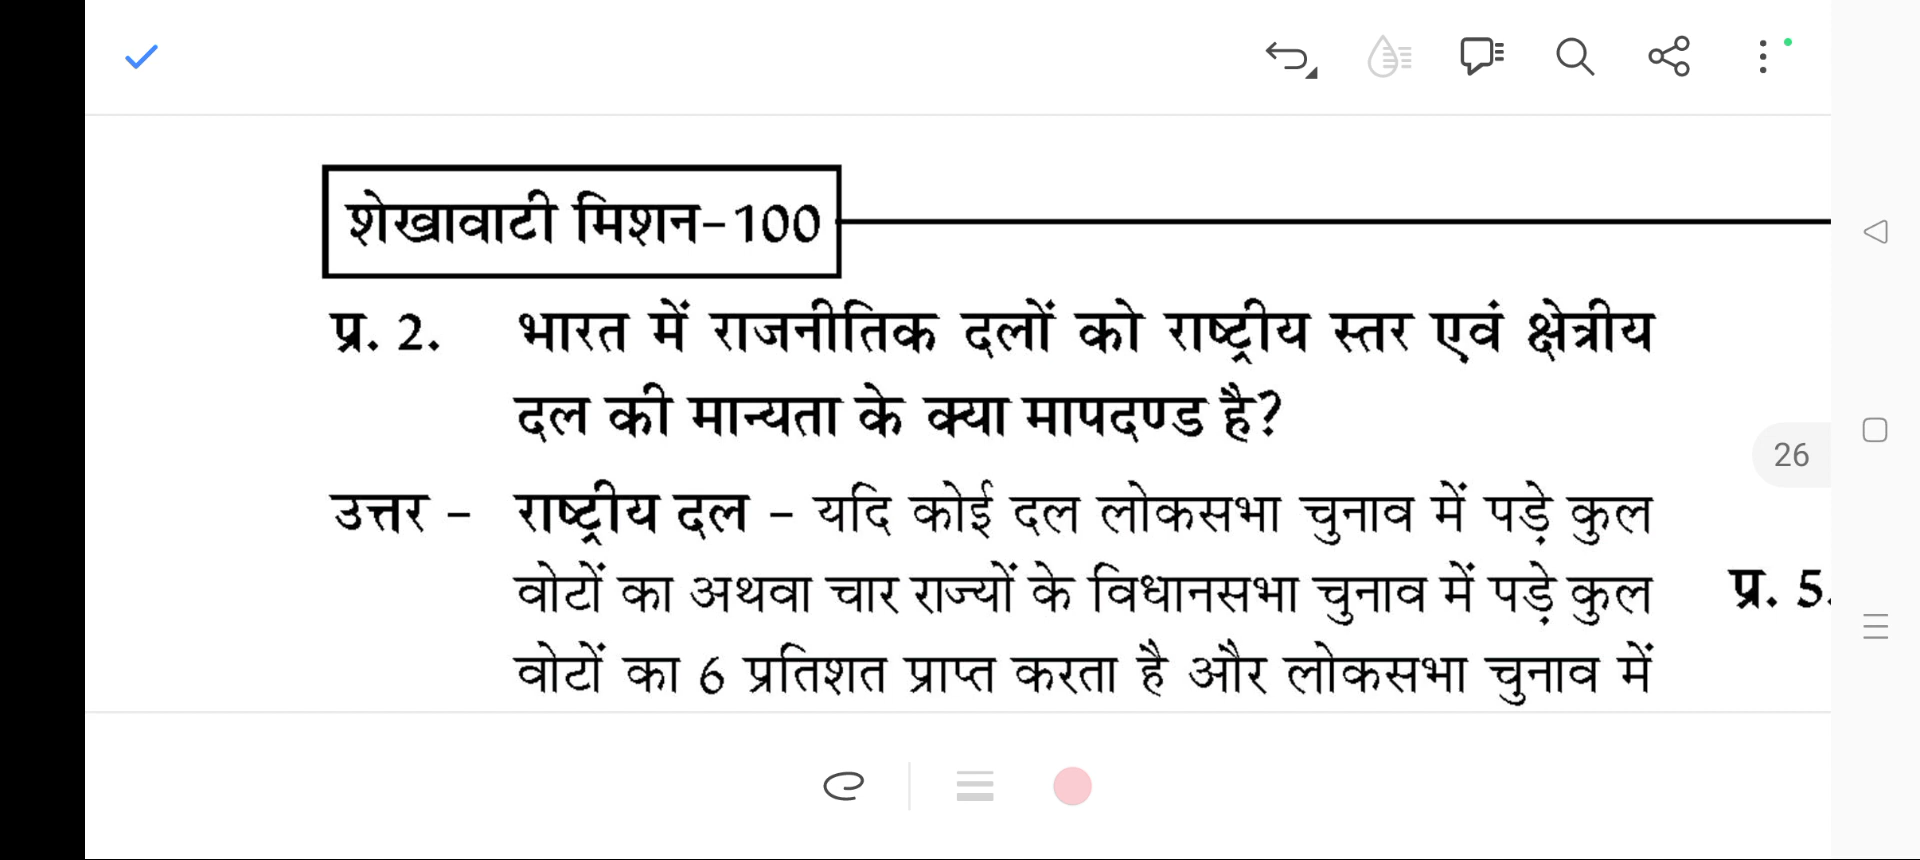 शेखावाटी मिशन-100
प्र. 2. भारत में राजनीतिक दलों को राष्ट्रीय स्तर एवं क्षेत्रीय
दल की मान्यता के क्या मापदण्ड है?
26
उत्तर - राष्ट्रीय दल - यदि कोई दल लोकसभा चुनाव में पड़े कुल
वोटों का अथवा चार राज्यों के विधानसभा चुनाव में पड़े कुल
वोटों का 6 प्रतिशत प्राप्त करता है और लोकसभा चुनाव में
प्र. 5.